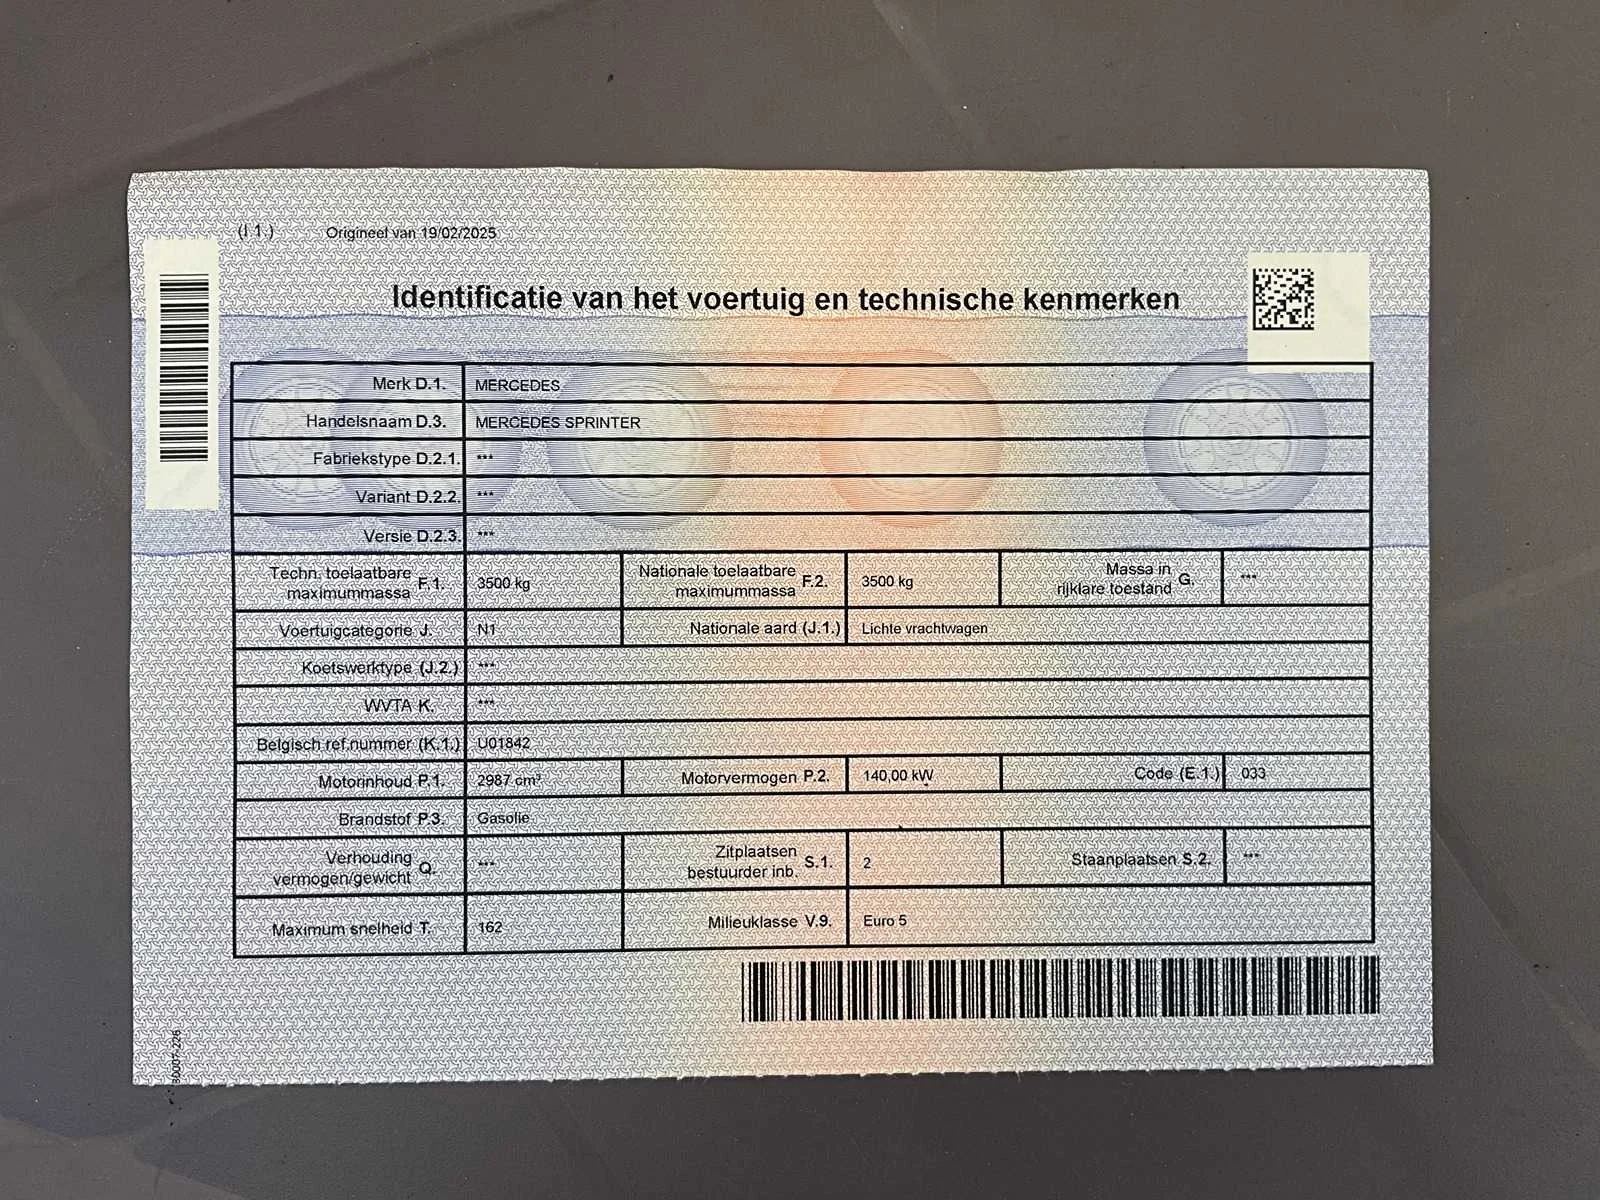 (I 1.) Origineel van 19/02/2025
Identificatie van het voertuig en technische kenmerken
Merk D.1. MERCEDES
Handelsnaam D.3. MERCEDES SPRINTER
Fabriekstype D.2.1. ***
Variant D.2.2. ***
Versie D.2.3. ***
Techn. toelaatbare maximummassa F.1. 3500 kg Nationale toelaatbare maximummassa F.2. 3500 kg Massa in rijklare toestand G. ***
Voertuigcategorie J. N1 Nationale aard (J.1.) Lichte vrachtwagen
Koetswerktype (J.2.) ***
WVTA K. ***
Belgisch ref.nummer (K.1.) U01842
Motorinhoud P.1. 2987 cm³ Motorvermogen P.2. 140,00 kW Code (E.1.) 033
Brandstof P.3. Gasolie
Verhouding vermogen/gewicht Q. *** Zitplaatsen bestuurder inb. S.1. 2 Staanplaatsen S.2. ***
Maximum snelheid T. 162 Milieuklasse V.9. Euro 5